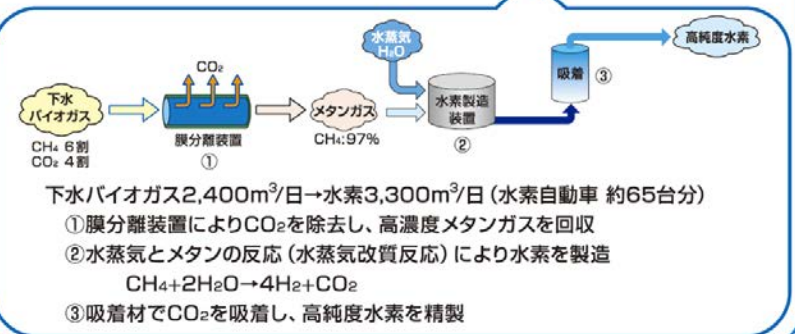 水蒸気
H₂O
高純度水素
CO₂
吸着
③
下水
バイオガス
メタンガス
水素製造
装置
膜分離装置
CH₄:97%
CH₄ 6割
CO₂ 4割
①
②
下水バイオガス2,400m³/日→水素3,300m³/日(水素自動車 約65台分)
①膜分離装置によりCO₂を除去し、高濃度メタンガスを回収
②水蒸気とメタンの反応(水蒸気改質反応)により水素を製造
CH₄+2H₂O→4H₂+CO₂
③吸着材でCO₂を吸着し、高純度水素を精製